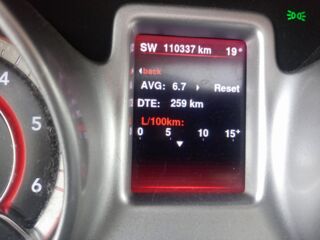 SW 110337 km 19°
back
AVG: 6.7 Reset
DTE: 259 km
L/100km:
0 5 10 15+
4
5
6